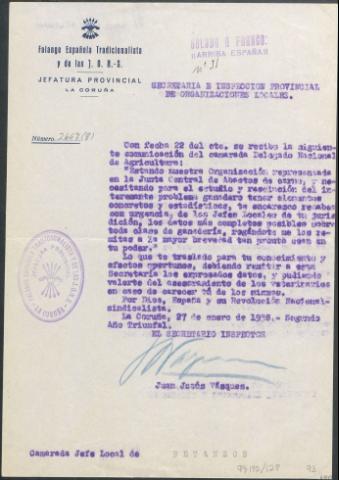 Falange Española Tradicionalista
y de las J. O. N.-S.
JEFATURA PROVINCIAL
LA CORUÑA
SALUDO A FRANCO:
¡ARRIBA ESPAÑA!
nº 31
SECRETARIA E INSPECCION PROVINCIAL
DE ORGANIZACIONES LOCALES.
Número
Con fecha 22 del cte. se recibe la siguien-
te comunicación del camarada Delegado Nacional
de Agricultura:
"Estando nuestra Organización representada
en la Junta Central de Abastos de carne, y ne-
cesitando para el estudio y resolución del in-
teresante problema ganadero tener elementos
concretos y estadísticos, te encarezco recabes
con urgencia, de los Jefes Locales de tu juris
dicción, los datos más completos posibles sobre
toda clase de ganadería, rogándote me los re-
mitas a la mayor brevedad tan pronto sean en
tu poder."
Lo que te traslado para tu conocimiento y
efectos oportunos, debiendo remitir a esta
Secretaría los expresados datos, y pudiendo
valerte del asesoramiento de los veterinarios
en caso de carecer tú de los mismos.
Por Dios, España y su Revolución Nacional-
sindicalista.
La Coruña, 27 de enero de 1938.- Segundo
Año Triunfal.
EL SECRETARIO INSPECTOR
Juan Jesús Vásquez.
Camarada Jefe Local de BETANZOS